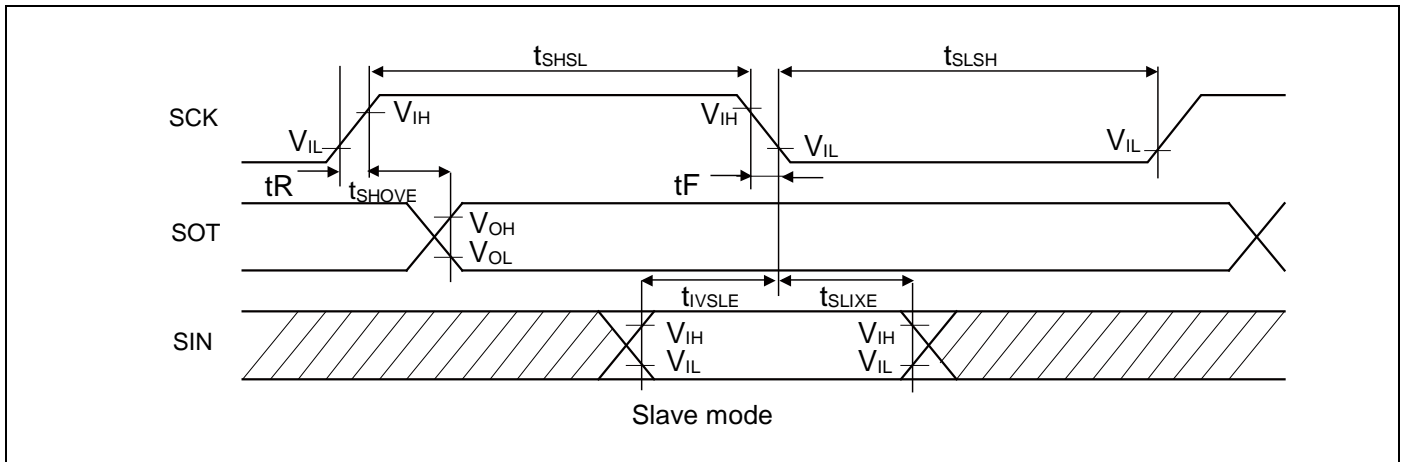 tSHSL tSLSH
SCK VIH VIH
VIL VIL VIL
tR tSHOVE tF
SOT VOH
VOL
tIVSLE tSLIXE
SIN VIH VIH
VIL VIL
Slave mode